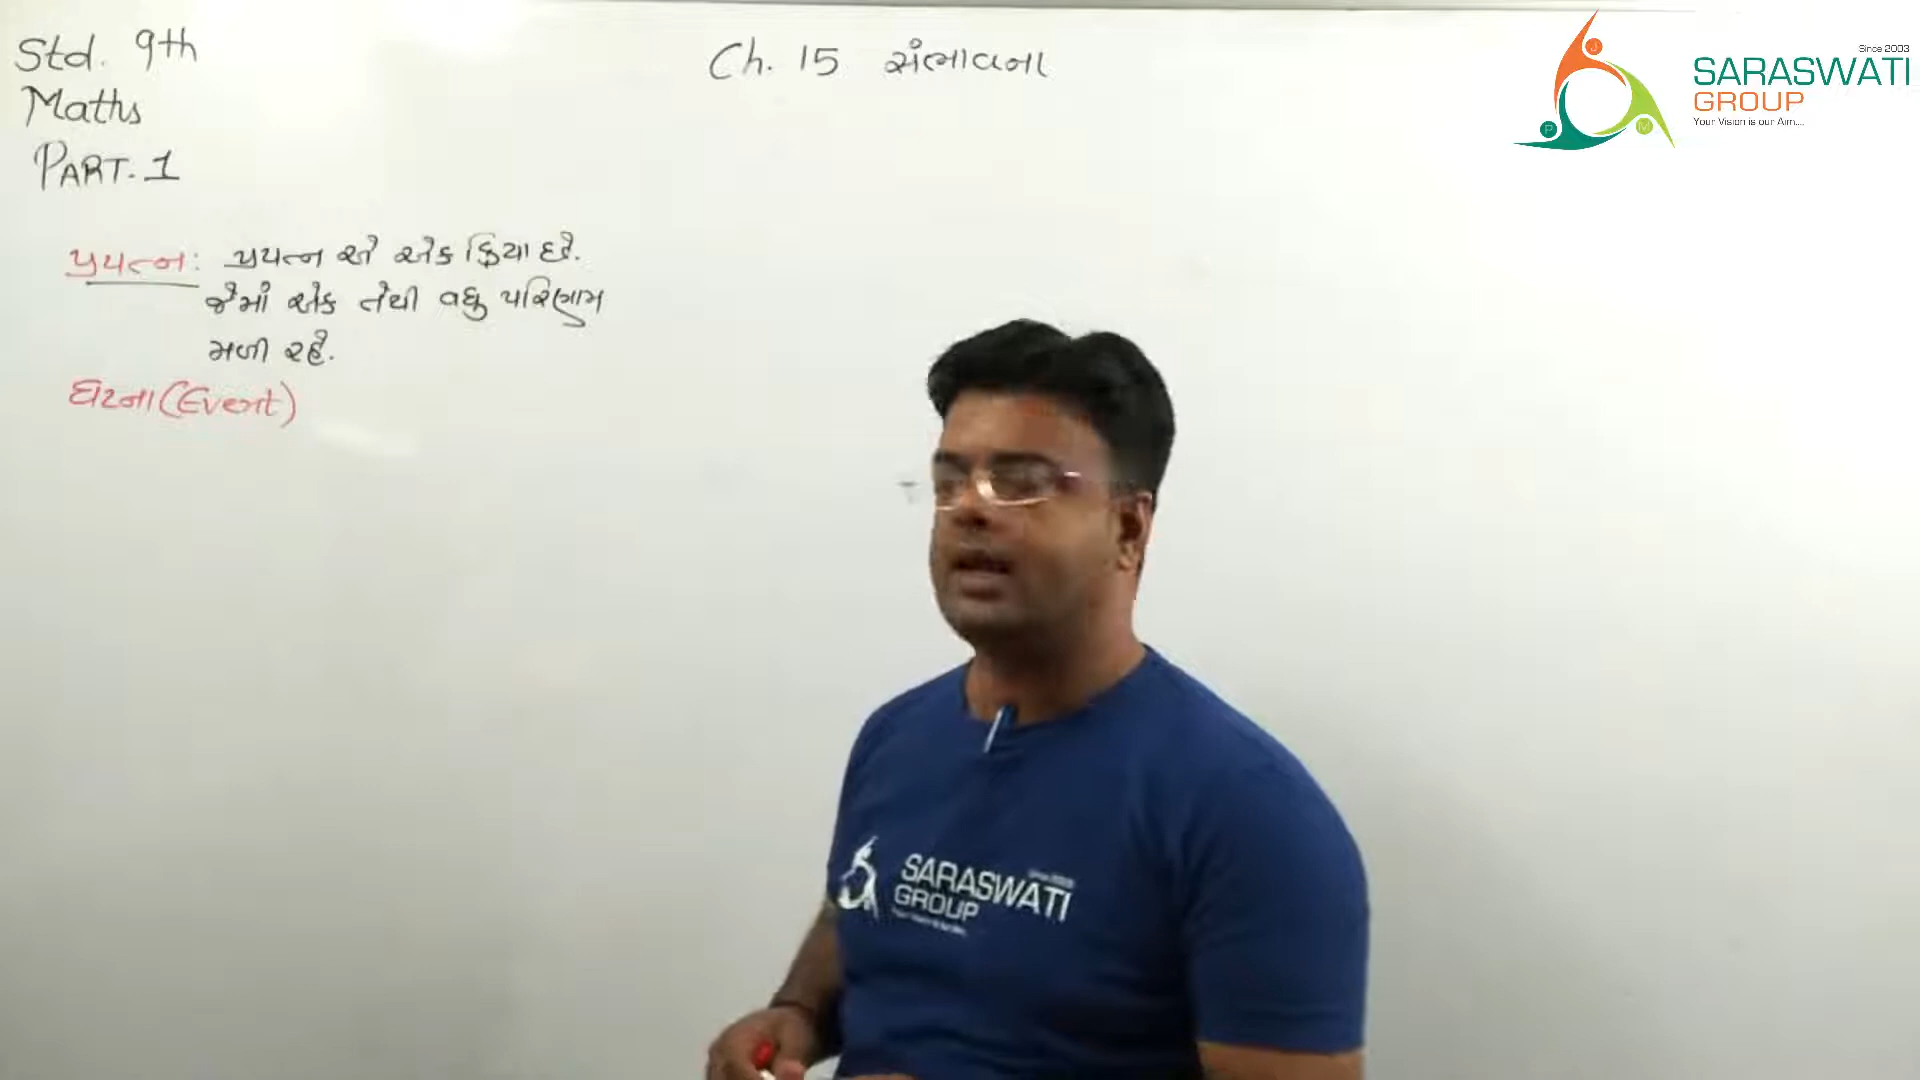 Std. 9th
Maths
PART. 1
Ch. 15 સંભાવના
પ્રયત્ન: પ્રયત્ન એ એક ક્રિયા છે.
જેમાં એક તેથી વધુ પરિણામ
મળી રહે.
ઘટના (Event)
Since 2003
SARASWATI
GROUP
Your Vision is our Aim....
J
P
M
SARASWATI
GROUP